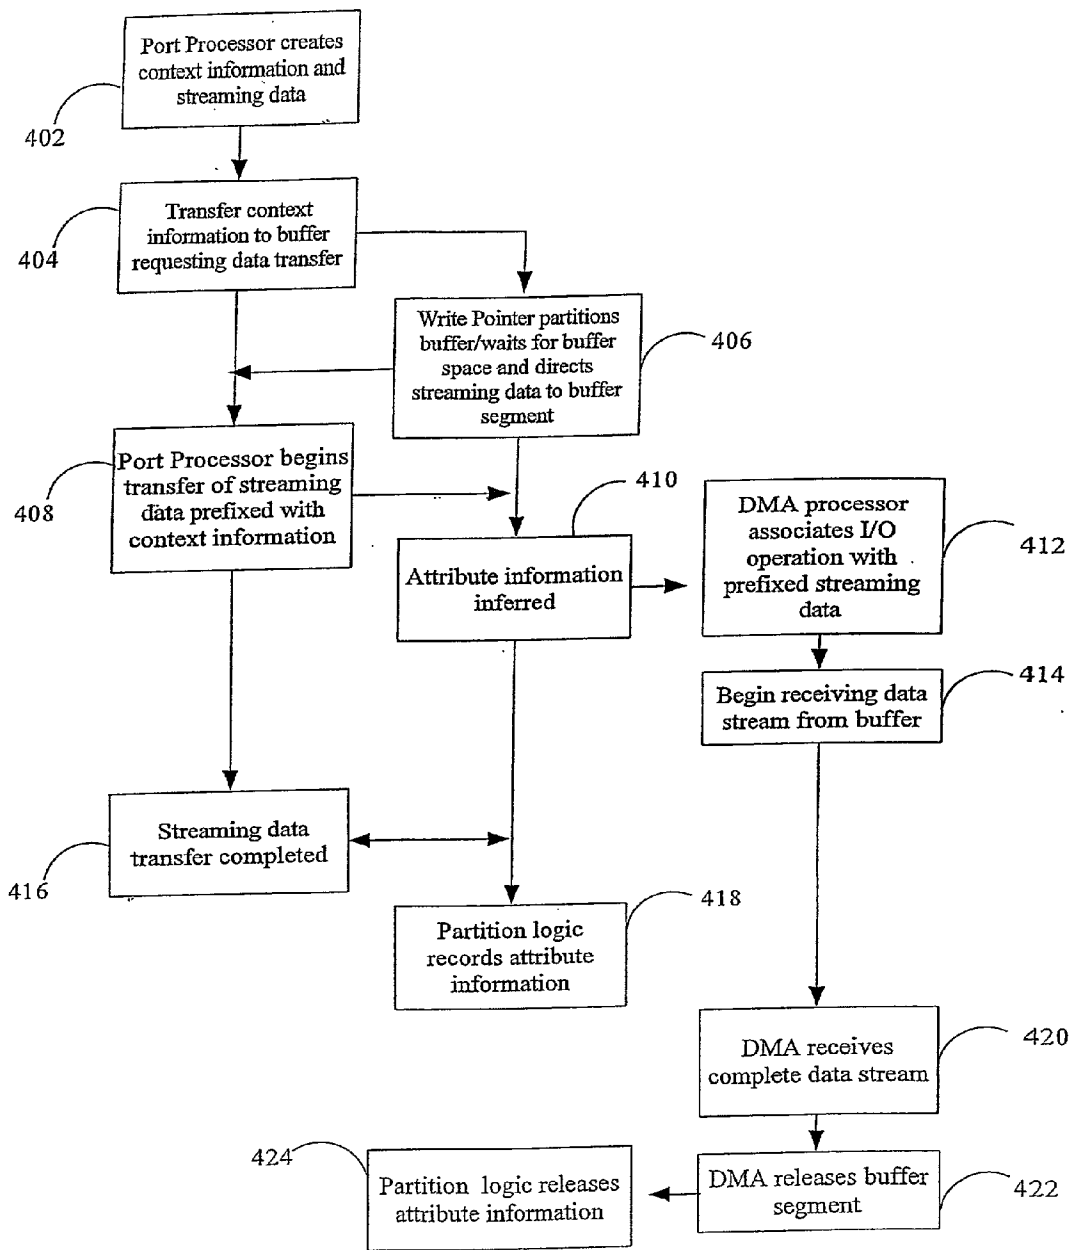 Port Processor creates
context information and
streaming data
402
Transfer context
information to buffer
requesting data transfer
404
Write Pointer partitions
buffer/waits for buffer
space and directs
streaming data to buffer
segment
406
Port Processor begins
transfer of streaming
data prefixed with
context information
408
410
Attribute information
inferred
DMA processor
associates I/O
operation with
prefixed streaming
data
412
Begin receiving data
stream from buffer
414
Streaming data
transfer completed
416
Partition logic
records attribute
information
418
DMA receives
complete data stream
420
424
Partition logic releases
attribute information
DMA releases buffer
segment
422